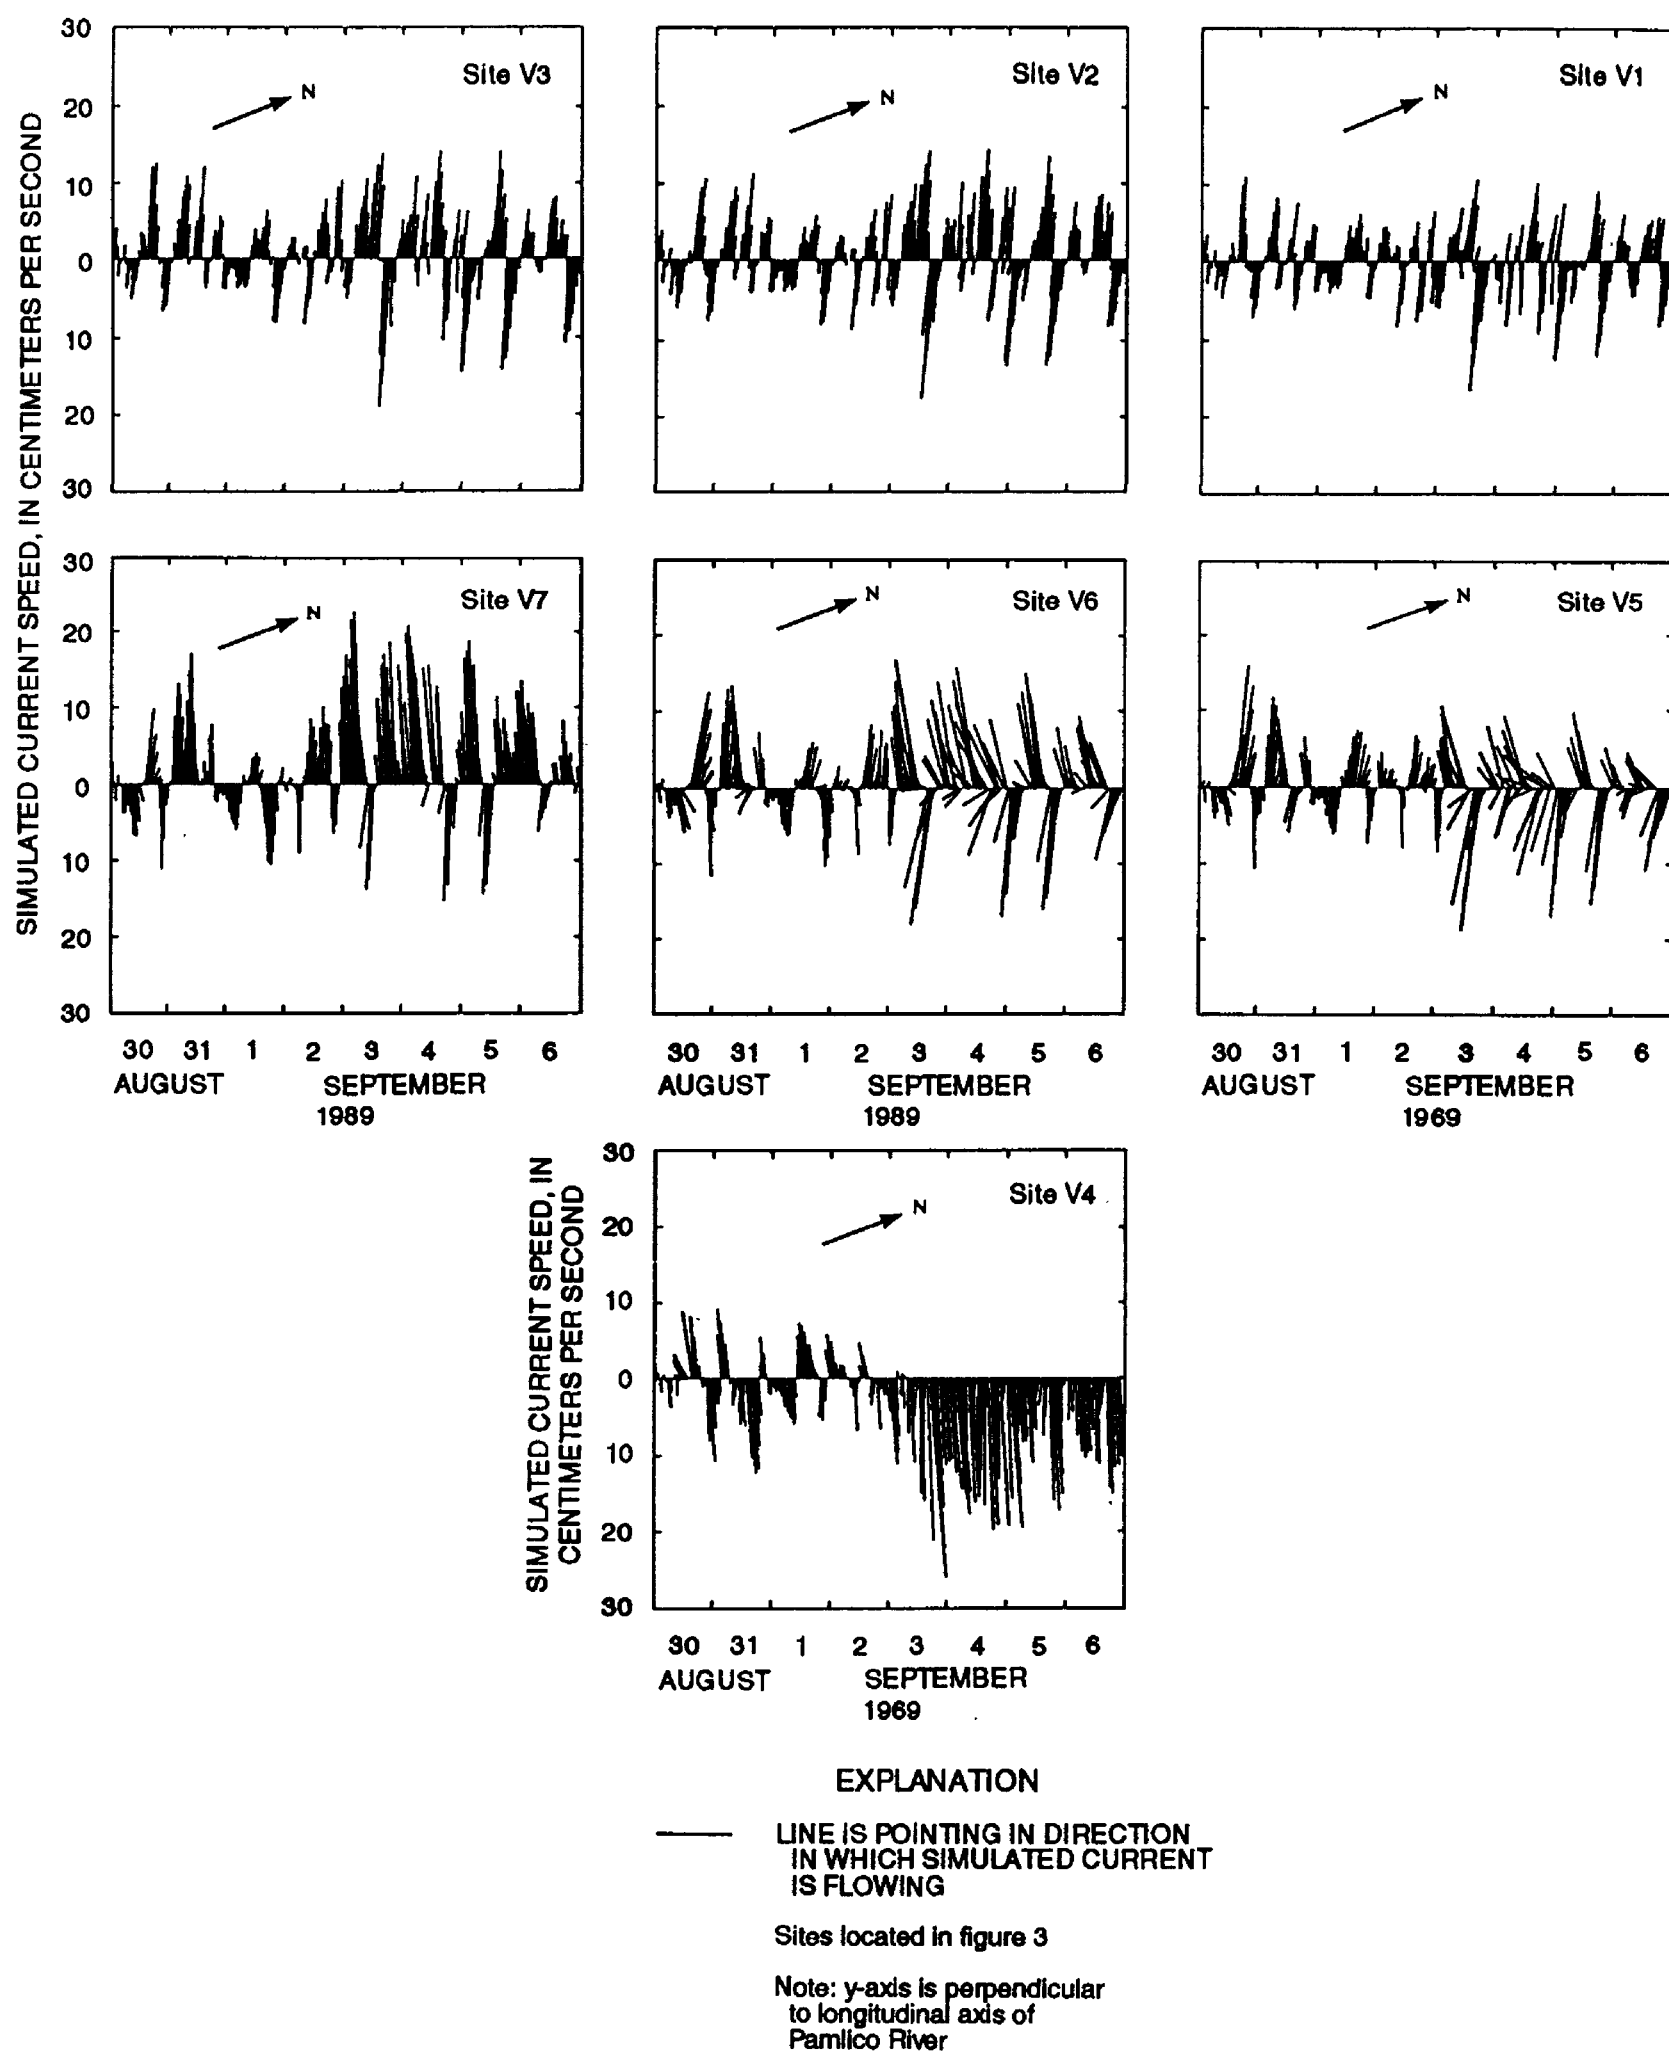 SIMULATED CURRENT SPEED, IN CENTIMETERS PER SECOND
30
20
10
0
10
20
30
Site V3
N
Site V2
N
Site V1
N
30
20
10
0
10
20
30
Site V7
N
Site V6
N
Site V5
N
30 31 1 2 3 4 5 6
AUGUST SEPTEMBER
1989
30 31 1 2 3 4 5 6
AUGUST SEPTEMBER
1989
30 31 1 2 3 4 5 6
AUGUST SEPTEMBER
1969
SIMULATED CURRENT SPEED, IN
CENTIMETERS PER SECOND
30
20
10
0
10
20
30
Site V4
N
30 31 1 2 3 4 5 6
AUGUST SEPTEMBER
1969
EXPLANATION
LINE IS POINTING IN DIRECTION
IN WHICH SIMULATED CURRENT
IS FLOWING
Sites located in figure 3
Note: y-axis is perpendicular
to longitudinal axis of
Pamlico River